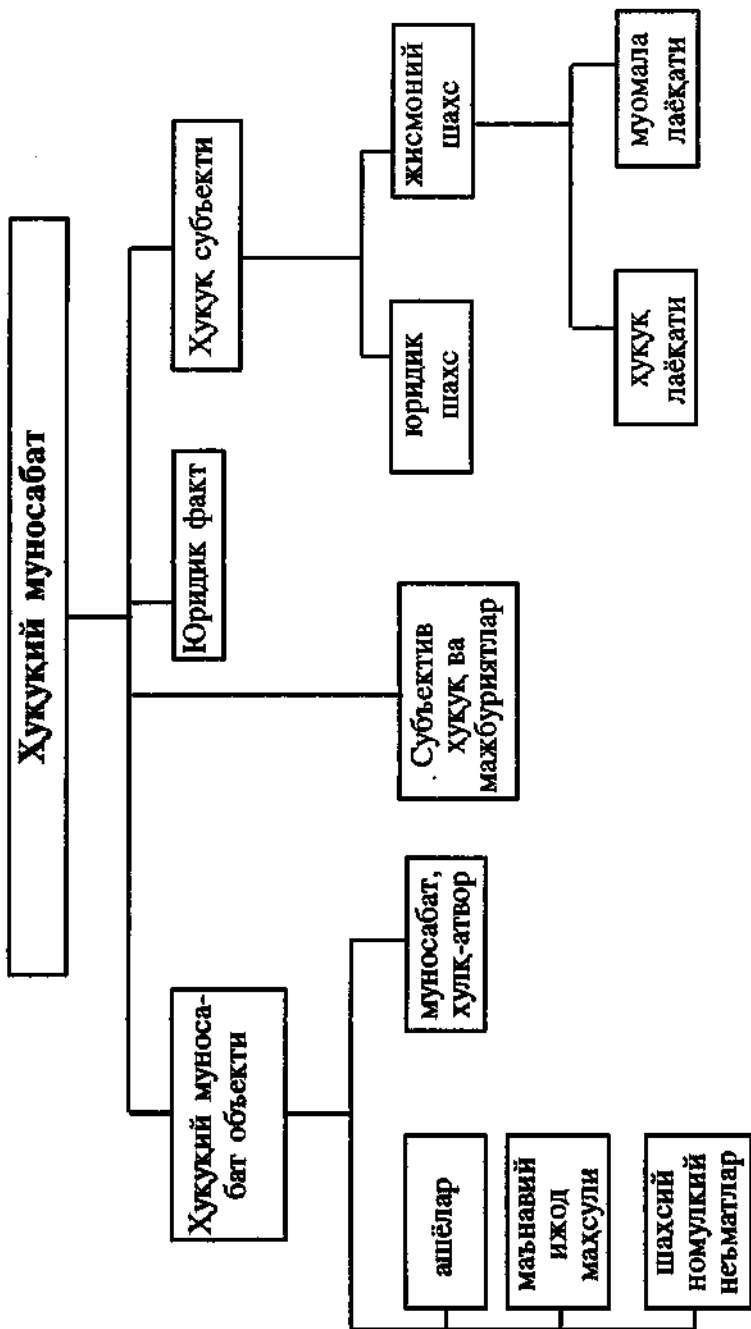 Ҳуқуқий муносабат
Ҳуқуқий муноса-
бат объекти
Юридик факт
Ҳуқуқ субъекти
ашёлар
маънавий
ижод
маҳсули
шахсий
номулкий
неъматлар
муносабат,
хулқ-атвор
Субъектив
ҳуқуқ ва
мажбуриятлар
юридик
шахс
жисмоний
шахс
ҳуқуқ
лаёқати
муомала
лаёқати